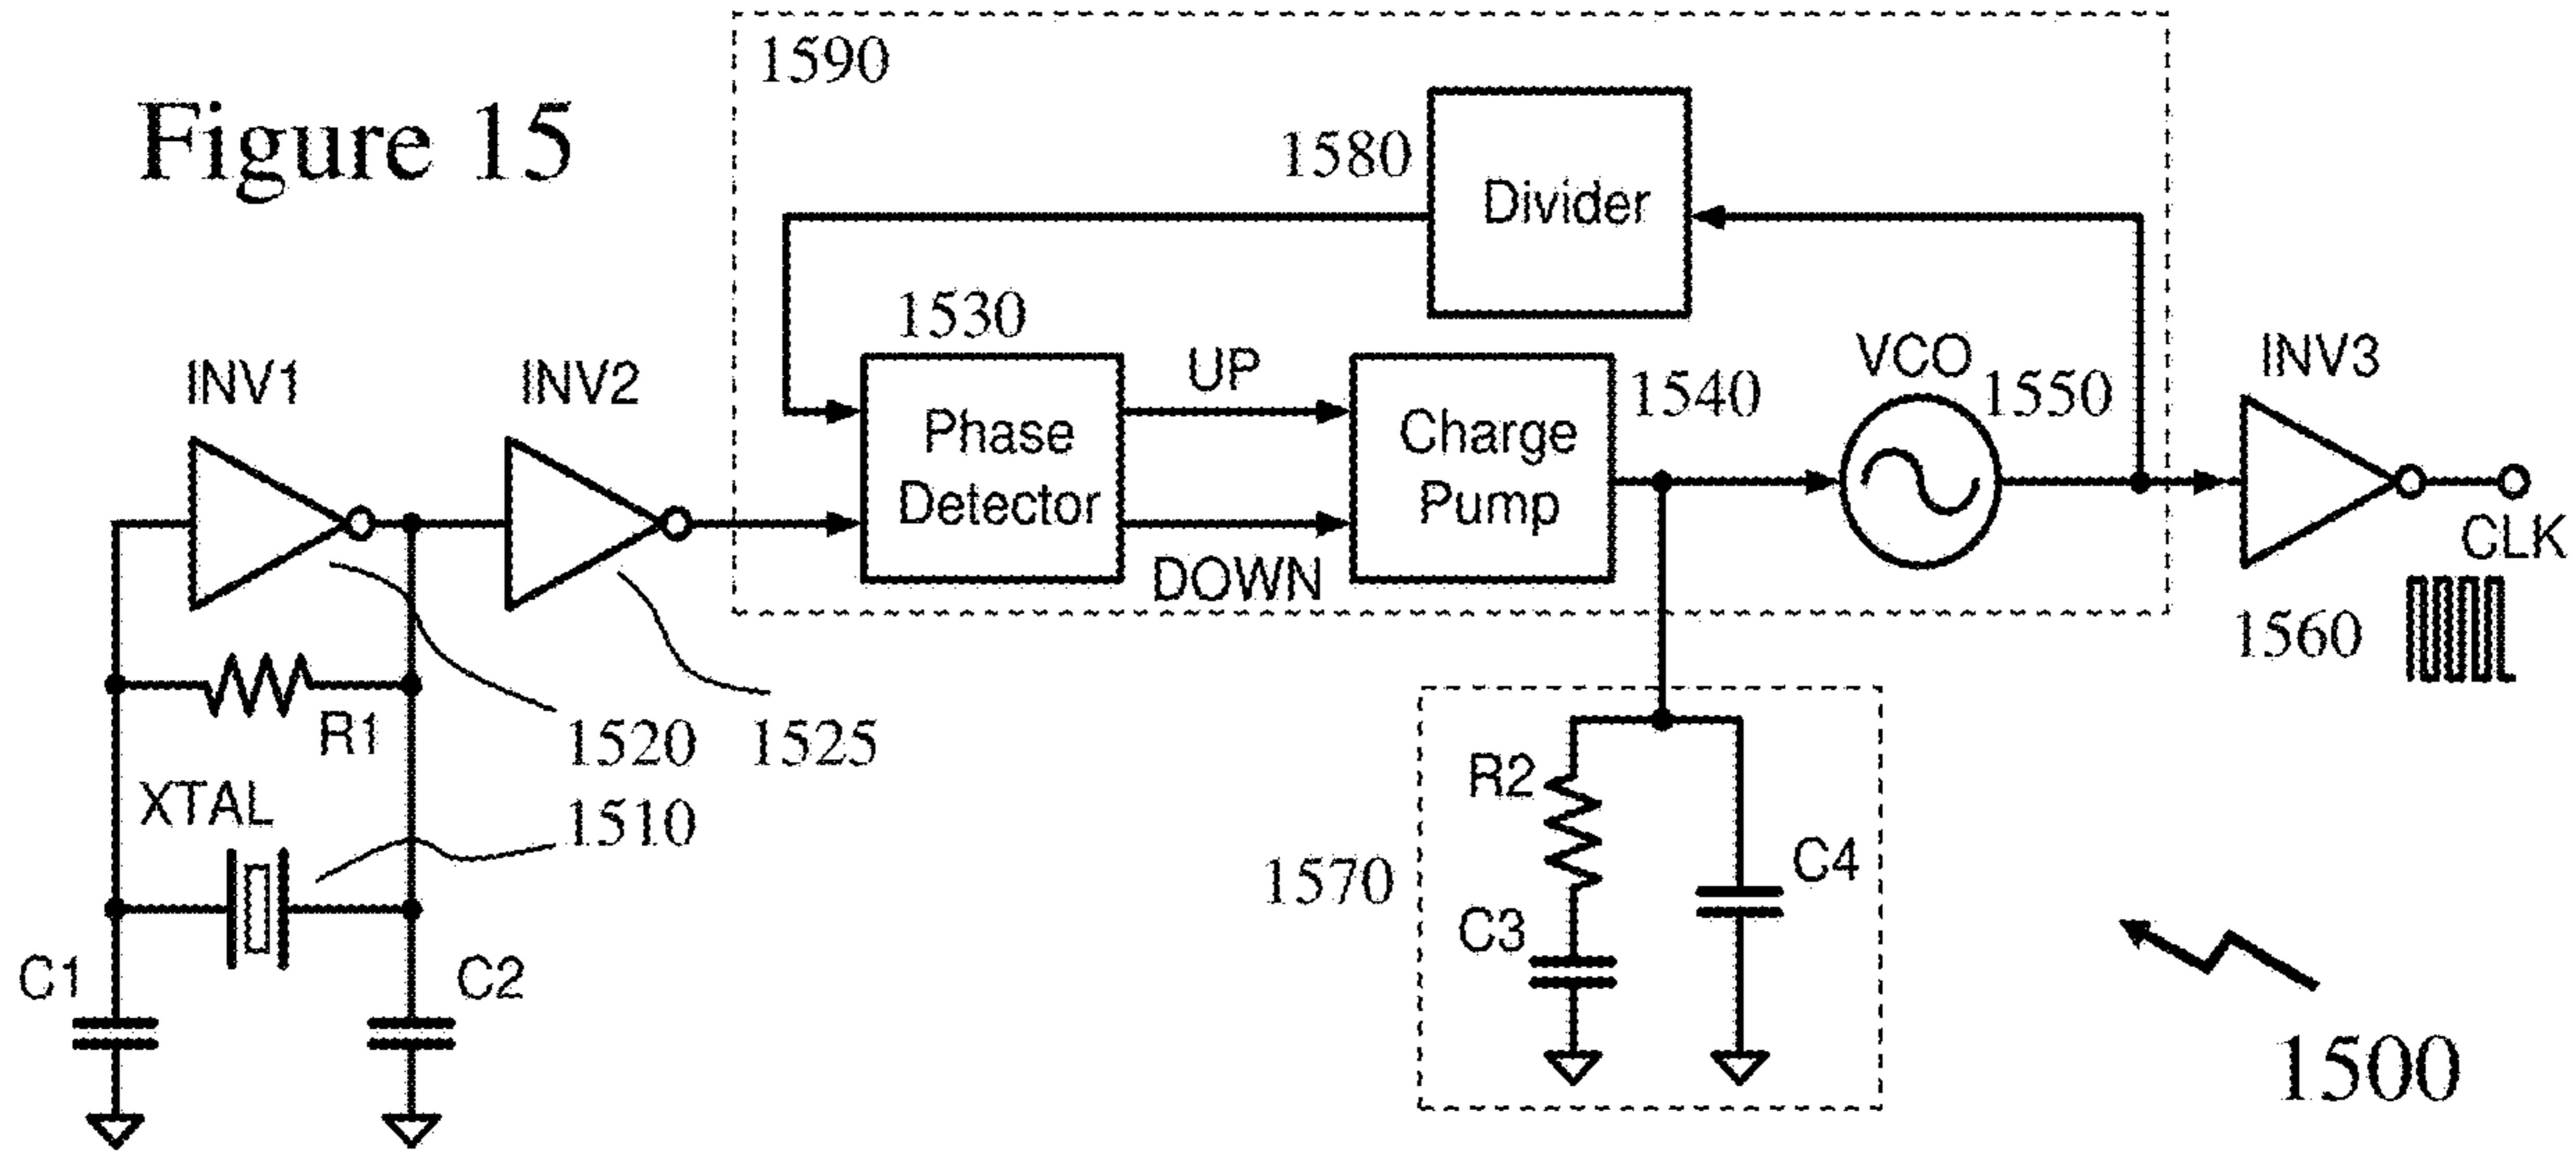 Figure 15
1590
1580
Divider
1530
INV1
INV2
UP
VCO
INV3
1540
1550
Phase
Detector
Charge
Pump
DOWN
CLK
1560
R1
1520
1525
XTAL
1510
R2
1570
C4
C3
C1
C2
1500